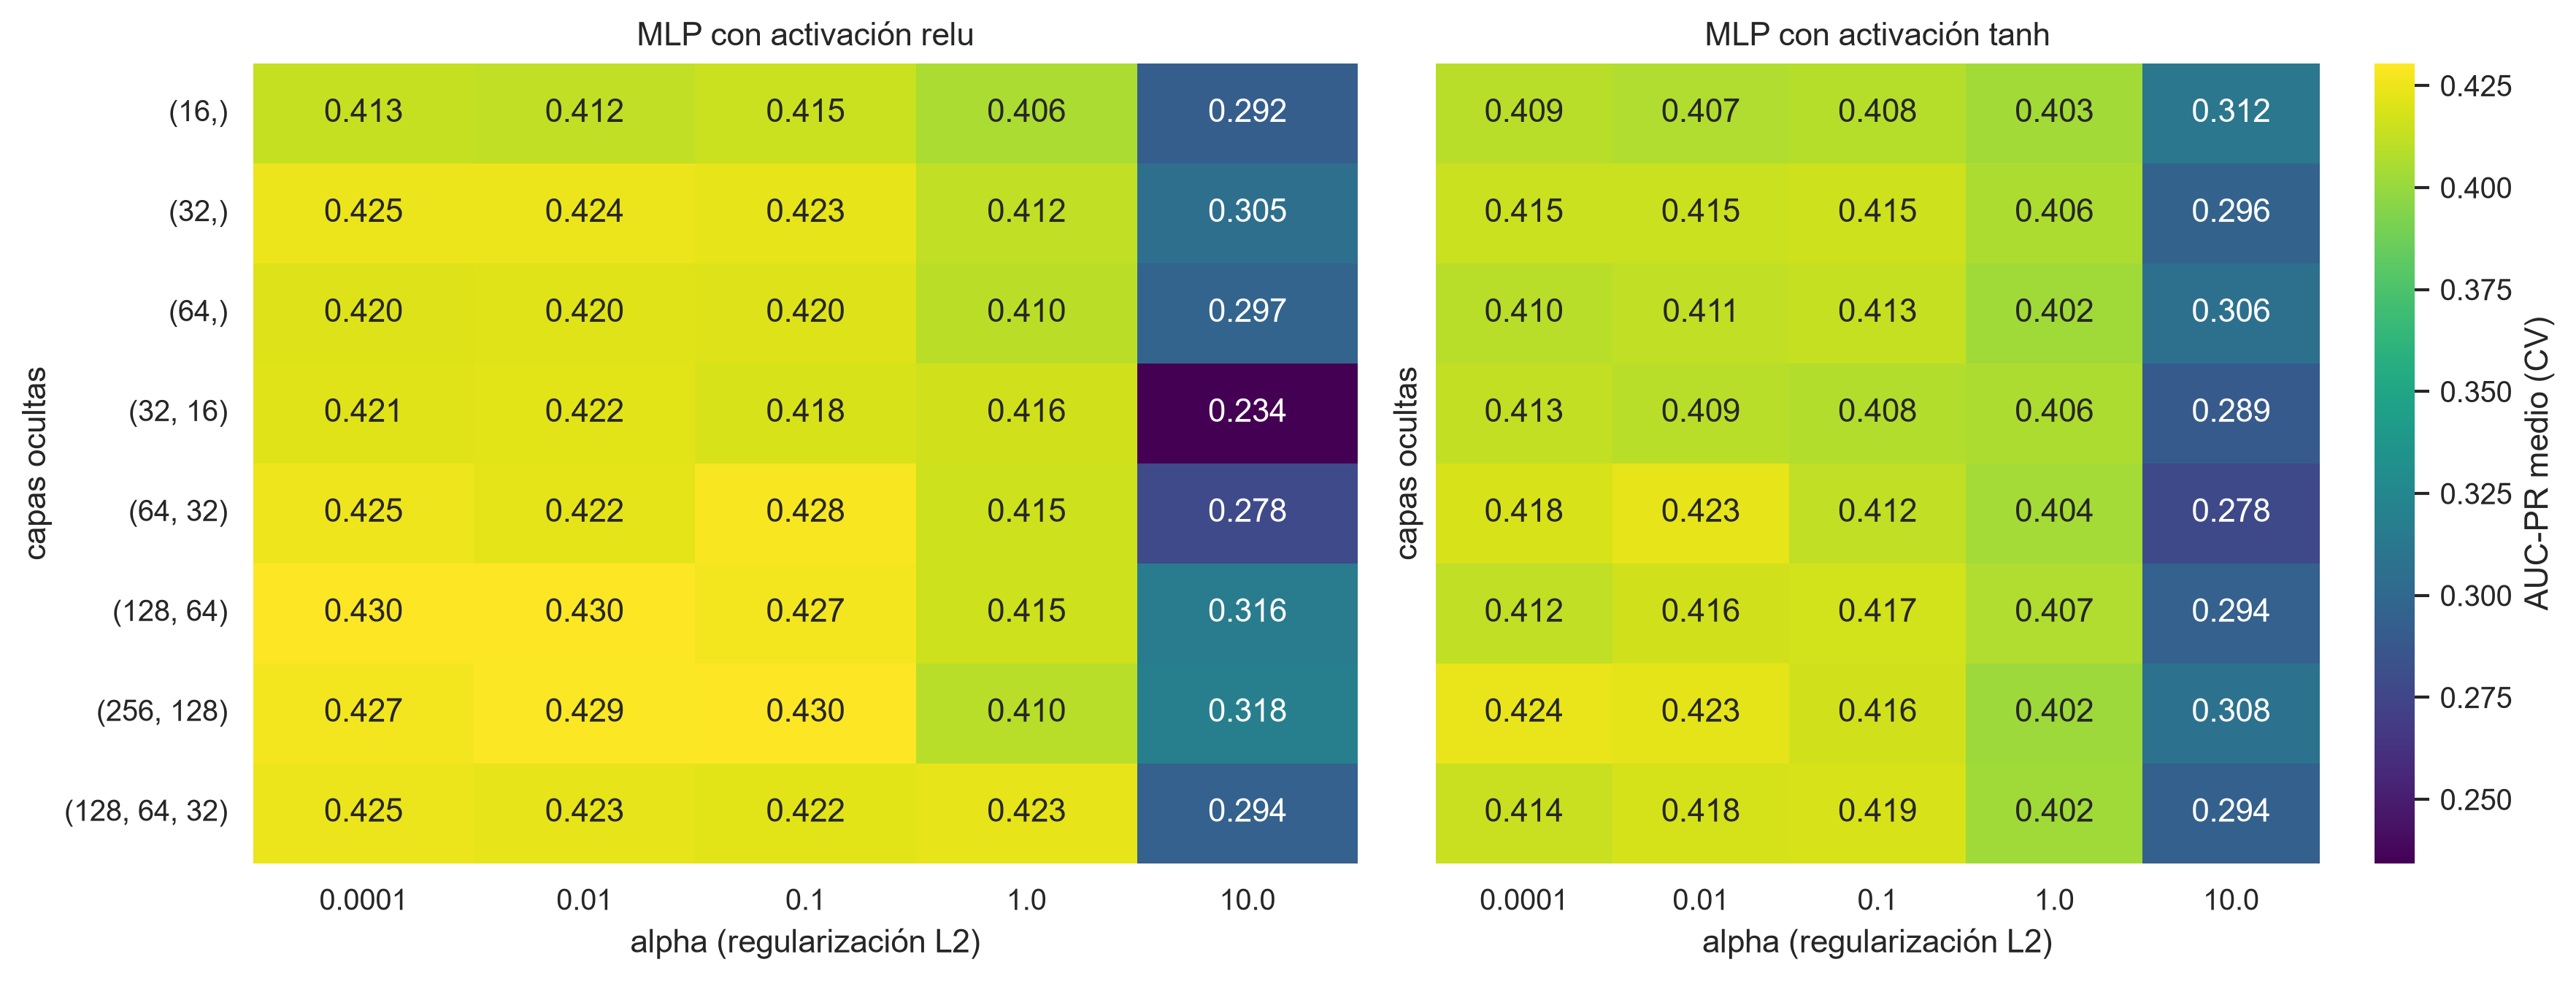 MLP con activación relu
(16,) 0.413 0.412 0.415 0.406 0.292
(32,) 0.425 0.424 0.423 0.412 0.305
(64,) 0.420 0.420 0.420 0.410 0.297
(32, 16) 0.421 0.422 0.418 0.416 0.234
(64, 32) 0.425 0.422 0.428 0.415 0.278
(128, 64) 0.430 0.430 0.427 0.415 0.316
(256, 128) 0.427 0.429 0.430 0.410 0.318
(128, 64, 32) 0.425 0.423 0.422 0.423 0.294
0.0001 0.01 0.1 1.0 10.0
alpha (regularización L2)
capas ocultas
MLP con activación tanh
0.409 0.407 0.408 0.403 0.312
0.415 0.415 0.415 0.406 0.296
0.410 0.411 0.413 0.402 0.306
0.413 0.409 0.408 0.406 0.289
0.418 0.423 0.412 0.404 0.278
0.412 0.416 0.417 0.407 0.294
0.424 0.423 0.416 0.402 0.308
0.414 0.418 0.419 0.402 0.294
0.0001 0.01 0.1 1.0 10.0
alpha (regularización L2)
capas ocultas
0.425
0.400
0.375
0.350
0.325
0.300
0.275
0.250
AUC-PR medio (CV)